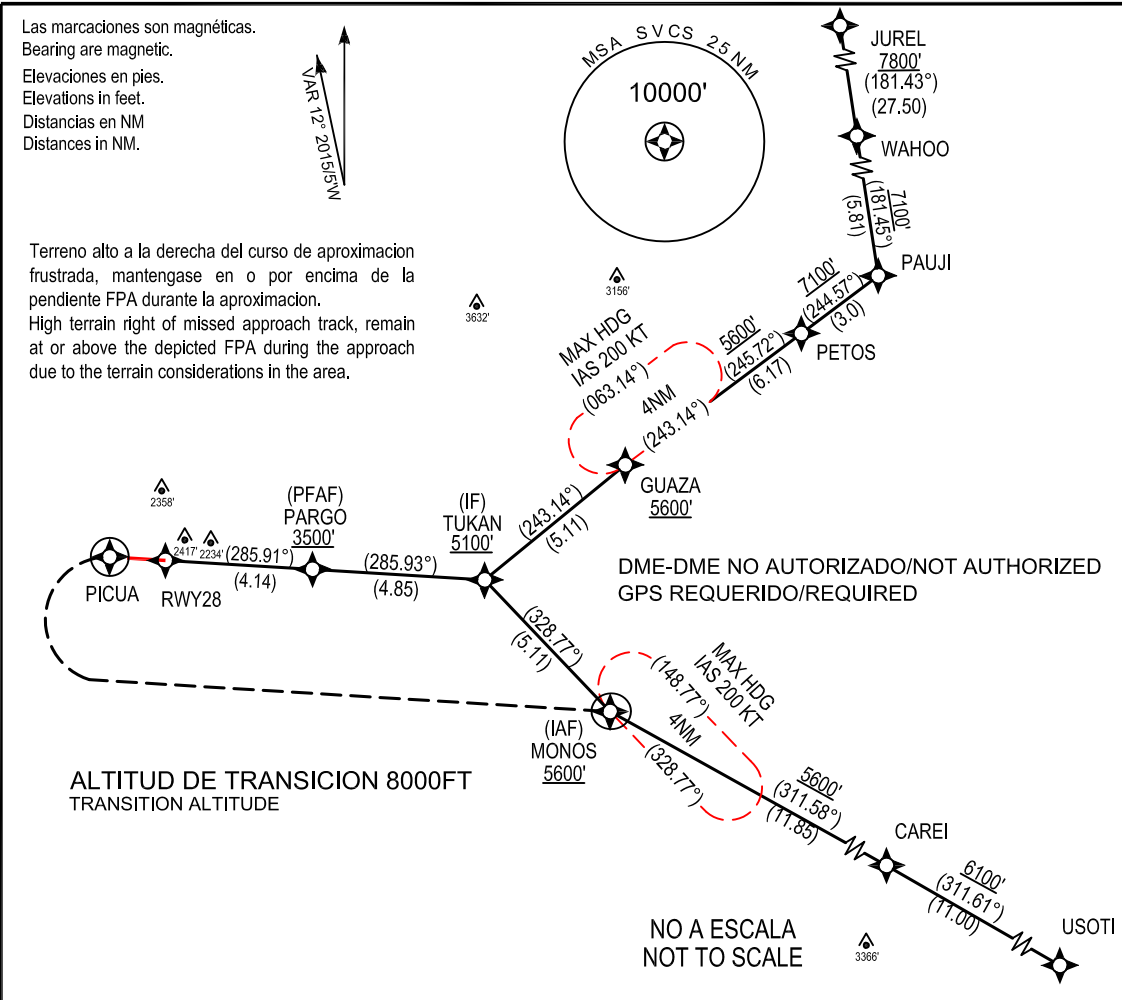 Las marcaciones son magnéticas.
Bearing are magnetic.
Elevaciones en pies.
Elevations in feet.
Distancias en NM
Distances in NM.
VAR 12° 2015/5'W
MSA SVCS 25 NM
10000'
JUREL
7800'
(181.43°)
(27.50)
WAHOO
7100'
(181.45°)
(5.81)
PAUJI
7100'
(244.57°)
(3.0)
PETOS
5600'
(245.72°)
(6.17)
Terreno alto a la derecha del curso de aproximacion
frustrada, mantengase en o por encima de la
pendiente FPA durante la aproximacion.
High terrain right of missed approach track, remain
at or above the depicted FPA during the approach
due to the terrain considerations in the area.
3632'
3156'
MAX HDG
IAS 200 KT
(063.14°)
4NM
(243.14°)
GUAZA
5600'
(243.14°)
(5.11)
(IF)
TUKAN
5100'
(PFAF)
PARGO
3500'
2358'
2417'
2234'
(285.91°)
(4.14)
(285.93°)
(4.85)
PICUA
RWY28
DME-DME NO AUTORIZADO/NOT AUTHORIZED
GPS REQUERIDO/REQUIRED
(328.77°)
(5.11)
MAX HDG
IAS 200 KT
(148.77°)
4NM
(328.77°)
(IAF)
MONOS
5600'
ALTITUD DE TRANSICION 8000FT
TRANSITION ALTITUDE
5600'
(311.58°)
(11.85)
CAREI
6100'
(311.61°)
(11.00)
USOTI
NO A ESCALA
NOT TO SCALE
3366'